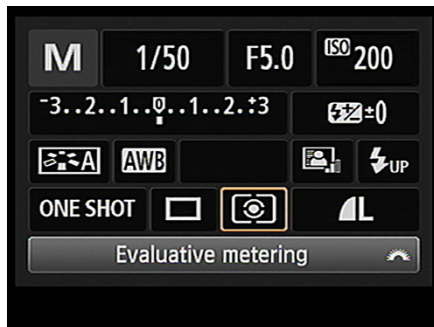 M 1/50 F5.0 ISO 200
-3..2..1..0..1..2.+3 ±0
A AWB UP
ONE SHOT L
Evaluative metering